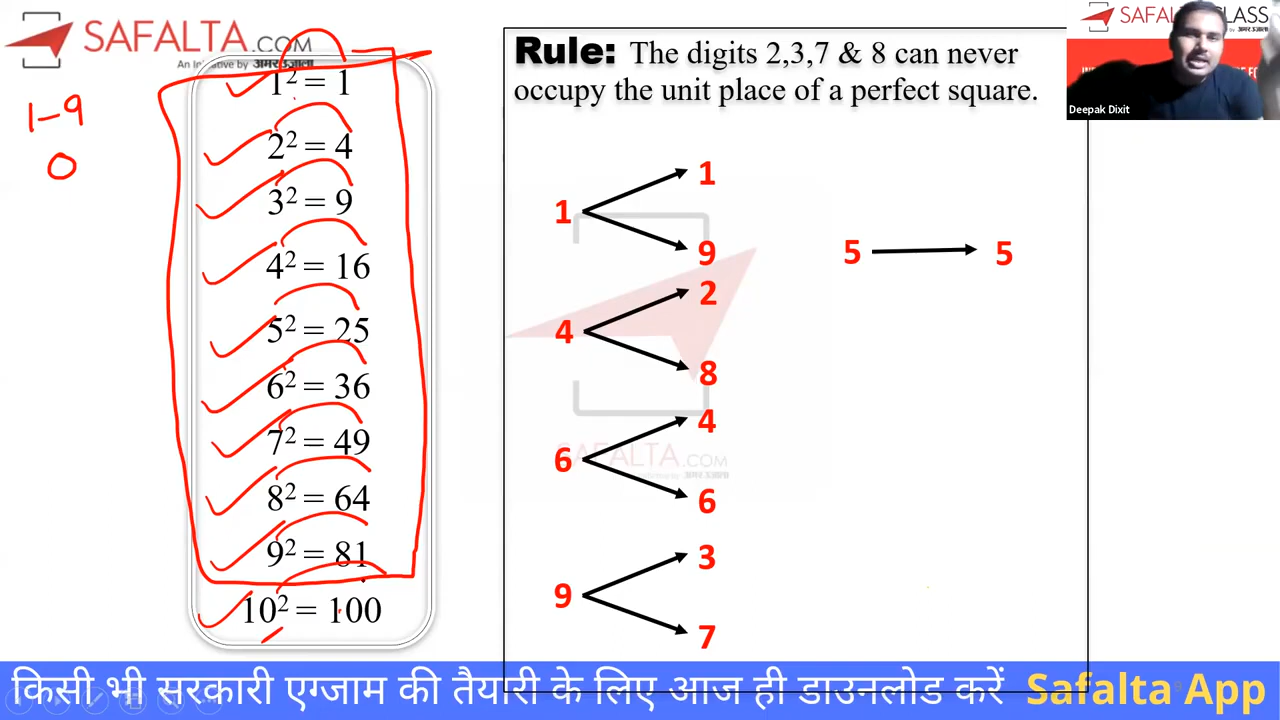 SAFALTA.COM
An Initiative by अमर उजाला
1-9
0
1² = 1
2² = 4
3² = 9
4² = 16
5² = 25
6² = 36
7² = 49
8² = 64
9² = 81
10² = 100
Rule: The digits 2,3,7 & 8 can never
occupy the unit place of a perfect square.
1
1
9
4
2
8
6
4
6
9
3
7
5
5
SAFALTA.COM
अमर उजाला
Deepak Dixit
किसी भी सरकारी एग्जाम की तैयारी के लिए आज ही डाउनलोड करें Safalta App